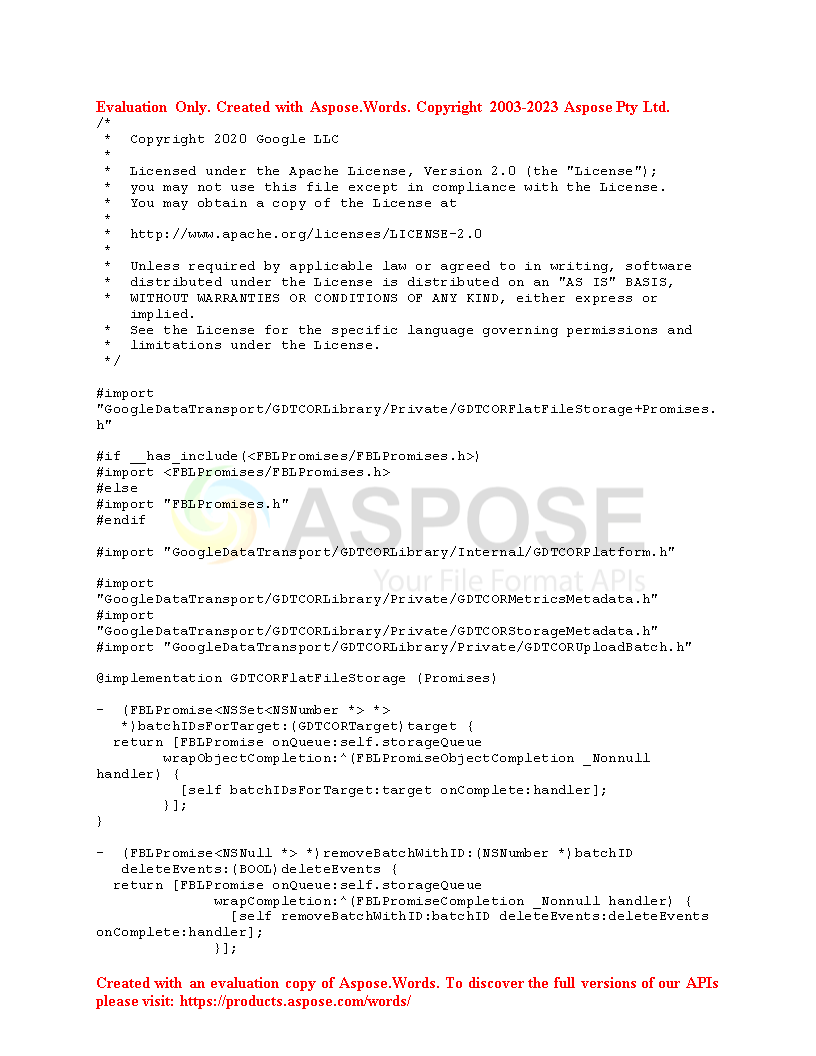 Evaluation Only. Created with Aspose.Words. Copyright 2003-2023 Aspose Pty Ltd.
/*
 *  Copyright 2020 Google LLC
 *
 *  Licensed under the Apache License, Version 2.0 (the "License");
 *  you may not use this file except in compliance with the License.
 *  You may obtain a copy of the License at
 *
 *  http://www.apache.org/licenses/LICENSE-2.0
 *
 *  Unless required by applicable law or agreed to in writing, software
 *  distributed under the License is distributed on an "AS IS" BASIS,
 *  WITHOUT WARRANTIES OR CONDITIONS OF ANY KIND, either express or
    implied.
 *  See the License for the specific language governing permissions and
 *  limitations under the License.
 */

#import
"GoogleDataTransport/GDTCORLibrary/Private/GDTCORFlatFileStorage+Promises.
h"

#if __has_include(<FBLPromises/FBLPromises.h>)
#import <FBLPromises/FBLPromises.h>
#else
#import "FBLPromises.h"
#endif
ASPOSE
Your File Format APIs

#import "GoogleDataTransport/GDTCORLibrary/Internal/GDTCORPlatform.h"

#import
"GoogleDataTransport/GDTCORLibrary/Private/GDTCORMetricsMetadata.h"
#import
"GoogleDataTransport/GDTCORLibrary/Private/GDTCORStorageMetadata.h"
#import "GoogleDataTransport/GDTCORLibrary/Private/GDTCORUploadBatch.h"

@implementation GDTCORFlatFileStorage (Promises)

-  (FBLPromise<NSSet<NSNumber *> *>
   *)batchIDsForTarget:(GDTCORTarget)target {
  return [FBLPromise onQueue:self.storageQueue
        wrapObjectCompletion:^(FBLPromiseObjectCompletion _Nonnull
handler) {
          [self batchIDsForTarget:target onComplete:handler];
        }];
}

-  (FBLPromise<NSNull *> *)removeBatchWithID:(NSNumber *)batchID
   deleteEvents:(BOOL)deleteEvents {
  return [FBLPromise onQueue:self.storageQueue
              wrapCompletion:^(FBLPromiseCompletion _Nonnull handler) {
                [self removeBatchWithID:batchID deleteEvents:deleteEvents
onComplete:handler];
              }];

Created with an evaluation copy of Aspose.Words. To discover the full versions of our APIs
please visit: https://products.aspose.com/words/